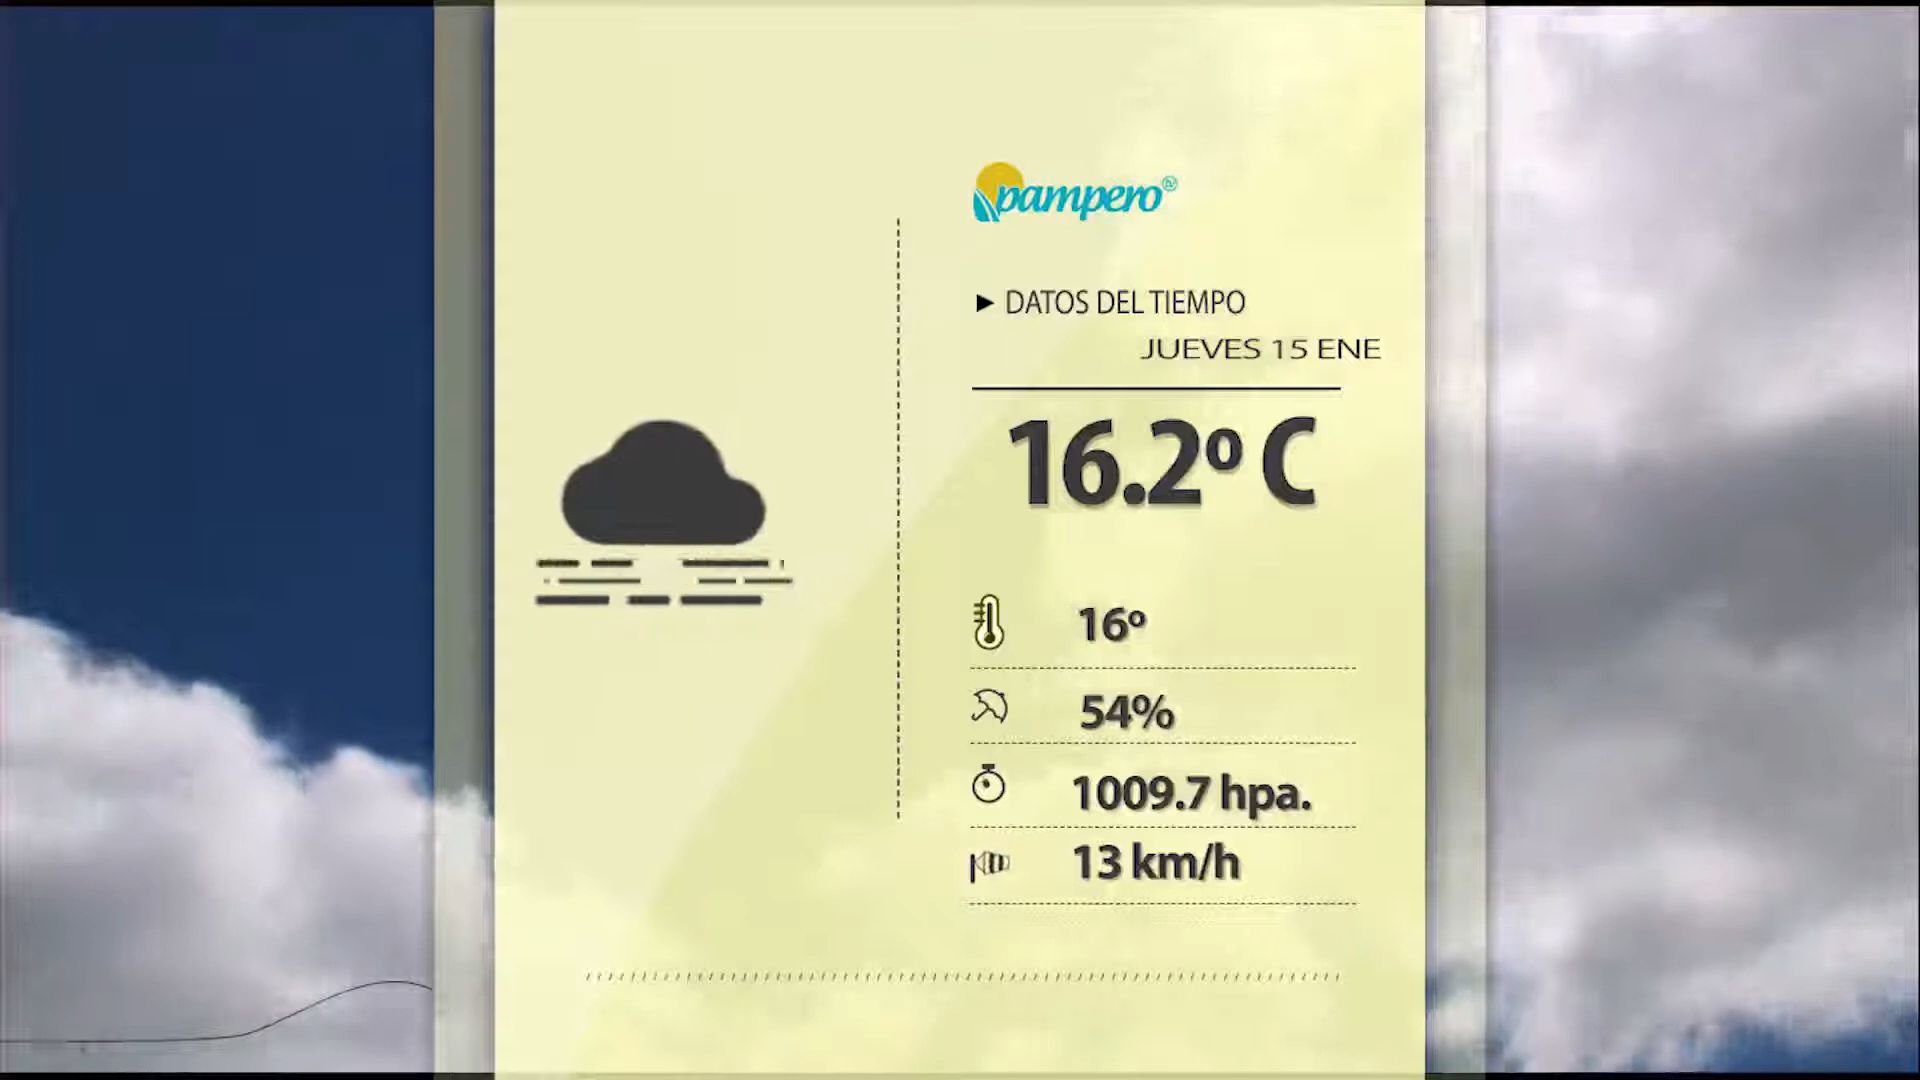 pampero
DATOS DEL TIEMPO
JUEVES 15 ENE
16.2º C
16º
54%
1009.7 hpa.
13 km/h